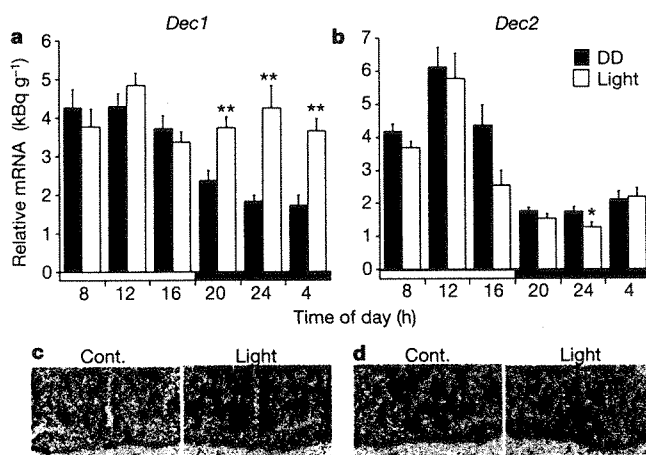 Dec1
Dec2
a
b
Relative mRNA (kBq g⁻¹)
6
5
4
3
2
1
0
**
**
**
8
12
16
20
24
4
7
6
5
4
3
2
1
0
DD
Light
*
8
12
16
20
24
4
Time of day (h)
c
Cont.
Light
d
Cont.
Light